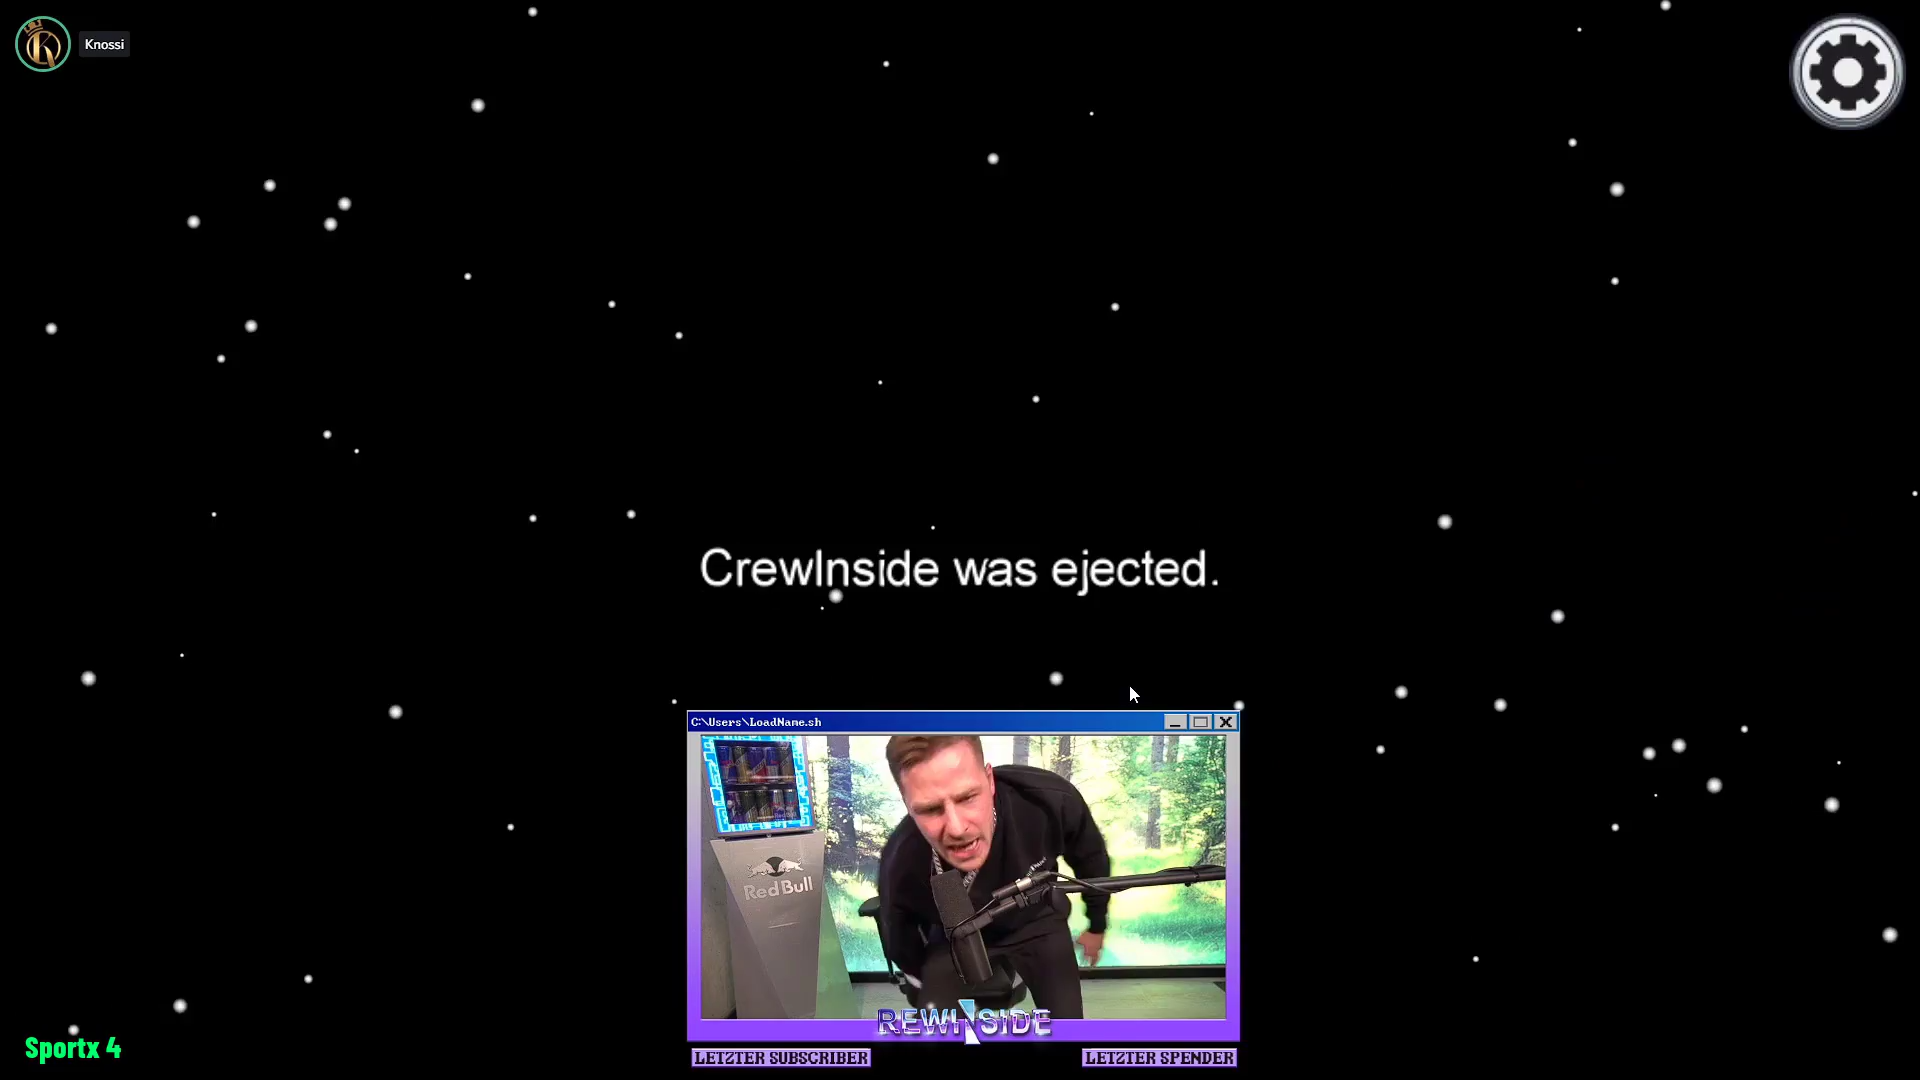 Knossi
CrewInside was ejected.
C:\Users\LoadName.sh
Red Bull
REWINSIDE
LETZTER SUBSCRIBER
LETZTER SPENDER
Sportx 4